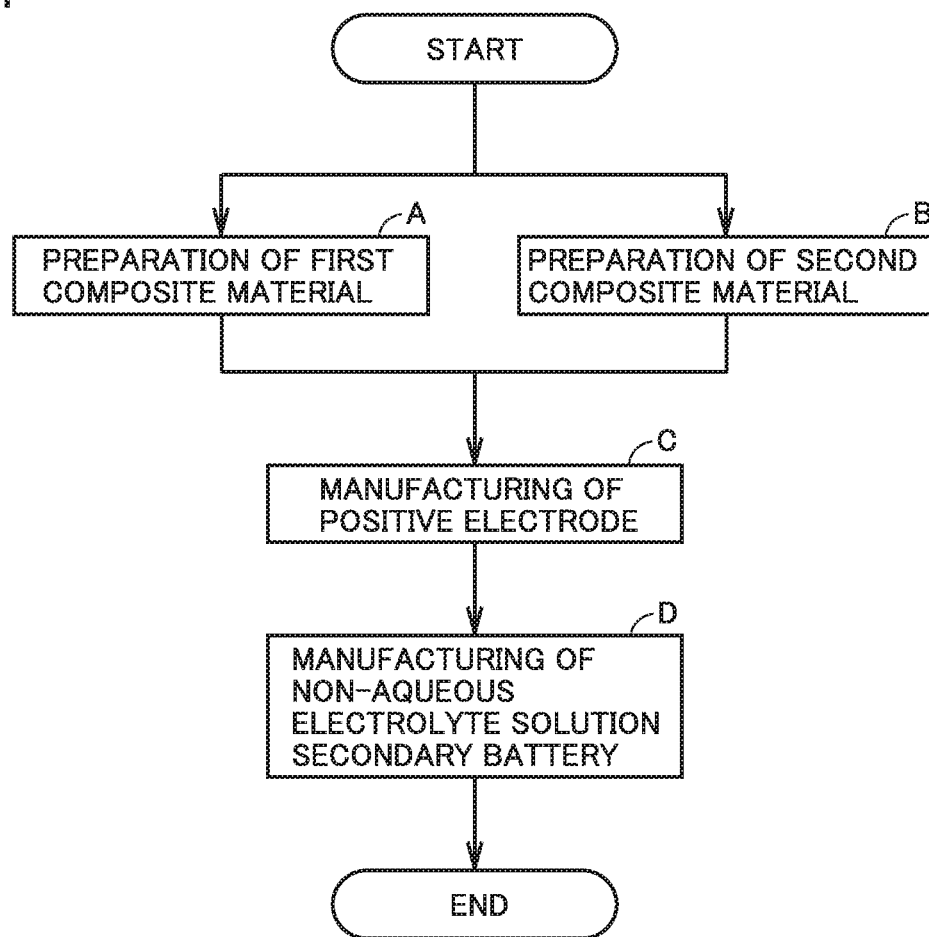 START
A
PREPARATION OF FIRST
COMPOSITE MATERIAL
B
PREPARATION OF SECOND
COMPOSITE MATERIAL
C
MANUFACTURING OF
POSITIVE ELECTRODE
D
MANUFACTURING OF
NON-AQUEOUS
ELECTROLYTE SOLUTION
SECONDARY BATTERY
END